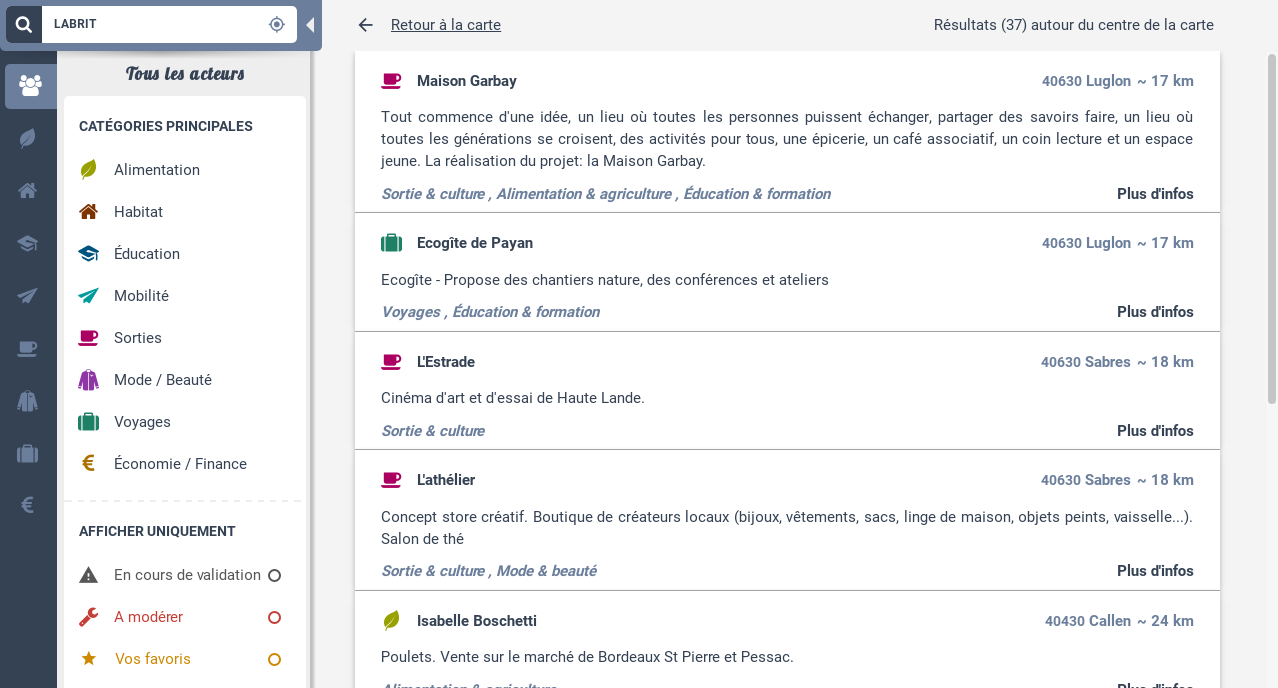 LABRIT
Tous les acteurs
CATÉGORIES PRINCIPALES
Alimentation
Habitat
Éducation
Mobilité
Sorties
Mode / Beauté
Voyages
Économie / Finance
AFFICHER UNIQUEMENT
En cours de validation
A modérer
Vos favoris
Retour à la carte
Résultats (37) autour du centre de la carte
Maison Garbay
40630 Luglon ~ 17 km
Tout commence d'une idée, un lieu où toutes les personnes puissent échanger, partager des savoirs faire, un lieu où
toutes les générations se croisent, des activités pour tous, une épicerie, un café associatif, un coin lecture et un espace
jeune. La réalisation du projet: la Maison Garbay.
Sortie & culture , Alimentation & agriculture , Éducation & formation
Plus d'infos
Ecogîte de Payan
40630 Luglon ~ 17 km
Ecogîte - Propose des chantiers nature, des conférences et ateliers
Voyages , Éducation & formation
Plus d'infos
L'Estrade
40630 Sabres ~ 18 km
Cinéma d'art et d'essai de Haute Lande.
Sortie & culture
Plus d'infos
L'athélier
40630 Sabres ~ 18 km
Concept store créatif. Boutique de créateurs locaux (bijoux, vêtements, sacs, linge de maison, objets peints, vaisselle...).
Salon de thé
Sortie & culture , Mode & beauté
Plus d'infos
Isabelle Boschetti
40430 Callen ~ 24 km
Poulets. Vente sur le marché de Bordeaux St Pierre et Pessac.
Alimentation & agriculture
Plus d'infos